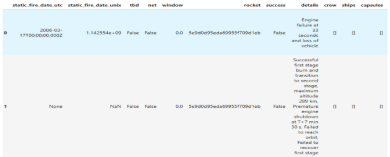 static_fire_date_utc static_fire_date_unix tbd net window rocket success details crew ships capsules
0 2006-03-17T00:00:00.000Z 1.142554e+09 False False 0.0 5e9d0d95eda69955f709d1eb False Engine failure at 33 seconds and loss of vehicle [] [] []
1 None NaN False False 0.0 5e9d0d95eda69955f709d1eb False Successful first stage burn and transition to second stage, maximum altitude 289 km, Premature engine shutdown at T+7 min 30 s, Failed to reach orbit, Failed to recover first stage [] [] []